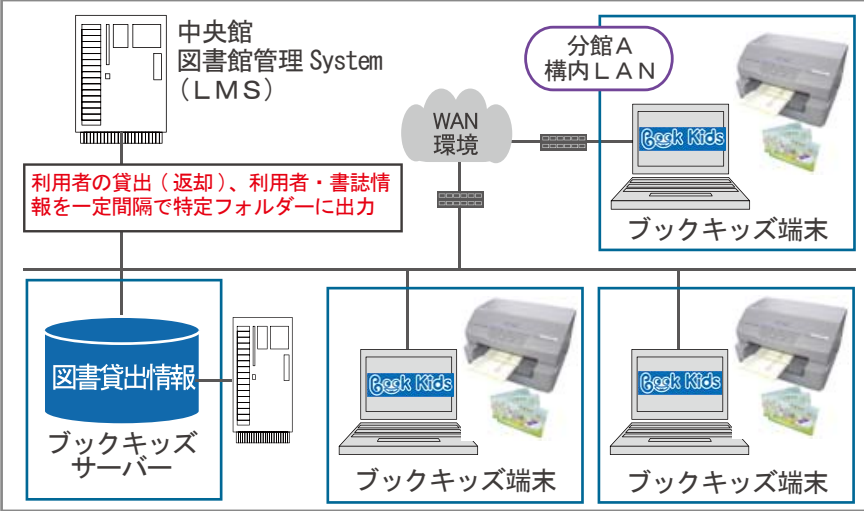 中央館
図書館管理 System
（ＬＭＳ）
分館Ａ
構内ＬＡＮ
WAN
環境
Book Kids
ブックキッズ端末
利用者の貸出 ( 返却 )、利用者・書誌情
報を一定間隔で特定フォルダーに出力
図書貸出情報
ブックキッズ
サーバー
Book Kids
ブックキッズ端末
Book Kids
ブックキッズ端末